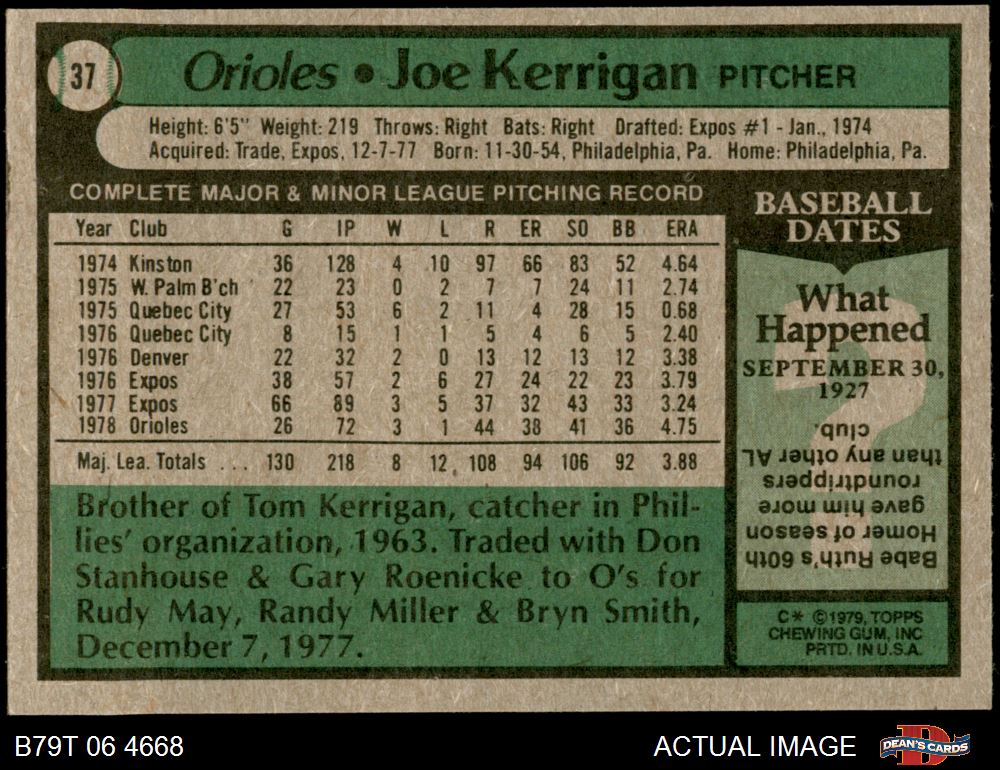 37
Orioles • Joe Kerrigan PITCHER
Height: 6'5" Weight: 219 Throws: Right Bats: Right Drafted: Expos #1 - Jan., 1974
Acquired: Trade, Expos, 12-7-77 Born: 11-30-54, Philadelphia, Pa. Home: Philadelphia, Pa.
COMPLETE MAJOR & MINOR LEAGUE PITCHING RECORD
Year Club G IP W L R ER SO BB ERA
1974 Kinston 36 128 4 10 97 66 83 52 4.64
1975 W. Palm B'ch 22 23 0 2 7 7 24 11 2.74
1975 Quebec City 27 53 6 2 11 4 28 15 0.68
1976 Quebec City 8 15 1 1 5 4 6 5 2.40
1976 Denver 22 32 2 0 13 12 13 12 3.38
1976 Expos 38 57 2 6 27 24 22 23 3.79
1977 Expos 66 89 3 5 37 32 43 33 3.24
1978 Orioles 26 72 3 1 44 38 41 36 4.75
Maj. Lea. Totals ... 130 218 8 12 108 94 106 92 3.88
Brother of Tom Kerrigan, catcher in Phil-
lies' organization, 1963. Traded with Don
Stanhouse & Gary Roenicke to O's for
Rudy May, Randy Miller & Bryn Smith,
December 7, 1977.
BASEBALL
DATES
What
Happened
SEPTEMBER 30,
1927
?
Babe Ruth's 60th
Homer of season
gave him more
roundtrippers
than any other AL
club.
C* ©1979, TOPPS
CHEWING GUM, INC
PRTD. IN U.S.A.
B79T 06 4668
ACTUAL IMAGE
D
DEAN'S CARDS